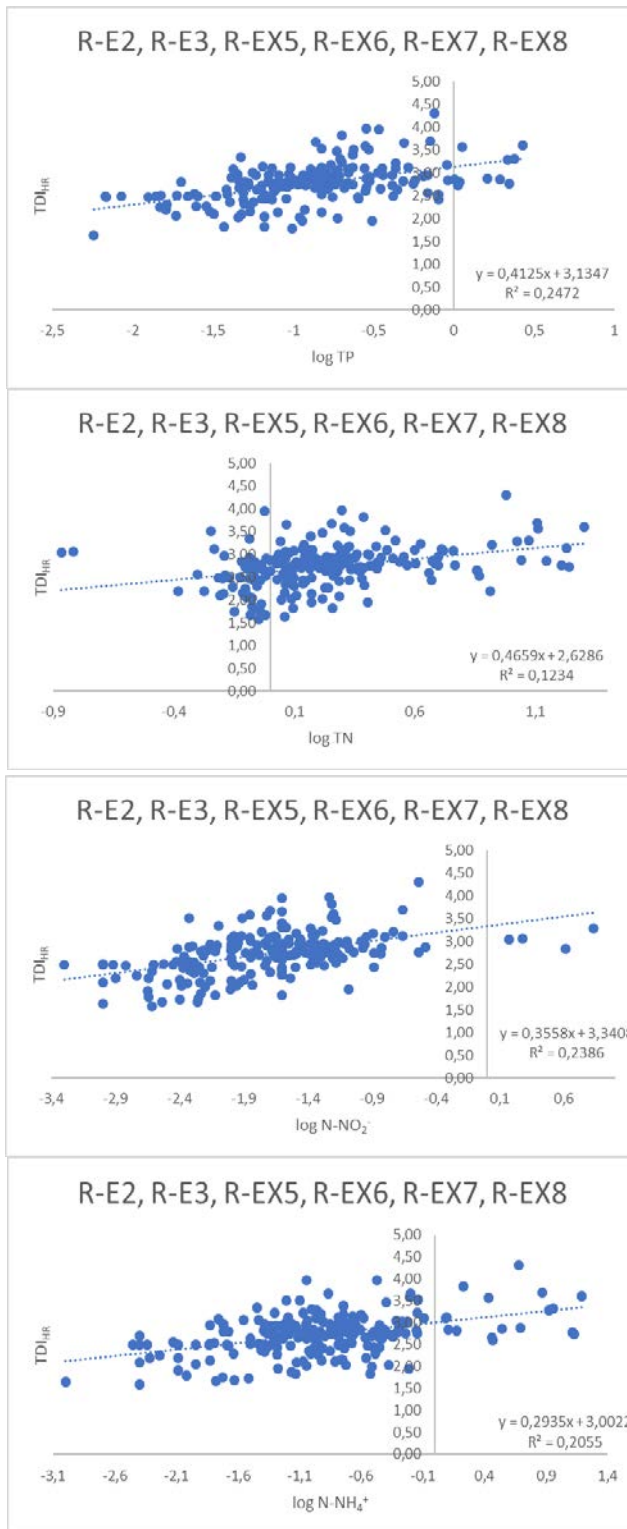 R-E2, R-E3, R-EX5, R-EX6, R-EX7, R-EX8
5,00
4,50
4,00
3,50
3,00
2,50
2,00
1,50
1,00
0,50
0,00
TDIHR
y = 0,4125x + 3,1347
R² = 0,2472
-2,5 -2 -1,5 -1 -0,5 0 0,5 1
log TP
R-E2, R-E3, R-EX5, R-EX6, R-EX7, R-EX8
5,00
4,50
4,00
3,50
3,00
2,50
2,00
1,50
1,00
0,50
0,00
TDIHR
y = 0,4659x + 2,6286
R² = 0,1234
-0,9 -0,4 0,1 0,6 1,1
log TN
R-E2, R-E3, R-EX5, R-EX6, R-EX7, R-EX8
5,00
4,50
4,00
3,50
3,00
2,50
2,00
1,50
1,00
0,50
0,00
TDIHR
y = 0,3558x + 3,3408
R² = 0,2386
-3,4 -2,9 -2,4 -1,9 -1,4 -0,9 -0,4 0,1 0,6
log N-NO₂⁻
R-E2, R-E3, R-EX5, R-EX6, R-EX7, R-EX8
5,00
4,50
4,00
3,50
3,00
2,50
2,00
1,50
1,00
0,50
0,00
TDIHR
y = 0,2935x + 3,0022
R² = 0,2055
-3,1 -2,6 -2,1 -1,6 -1,1 -0,6 -0,1 0,4 0,9 1,4
log N-NH₄⁺